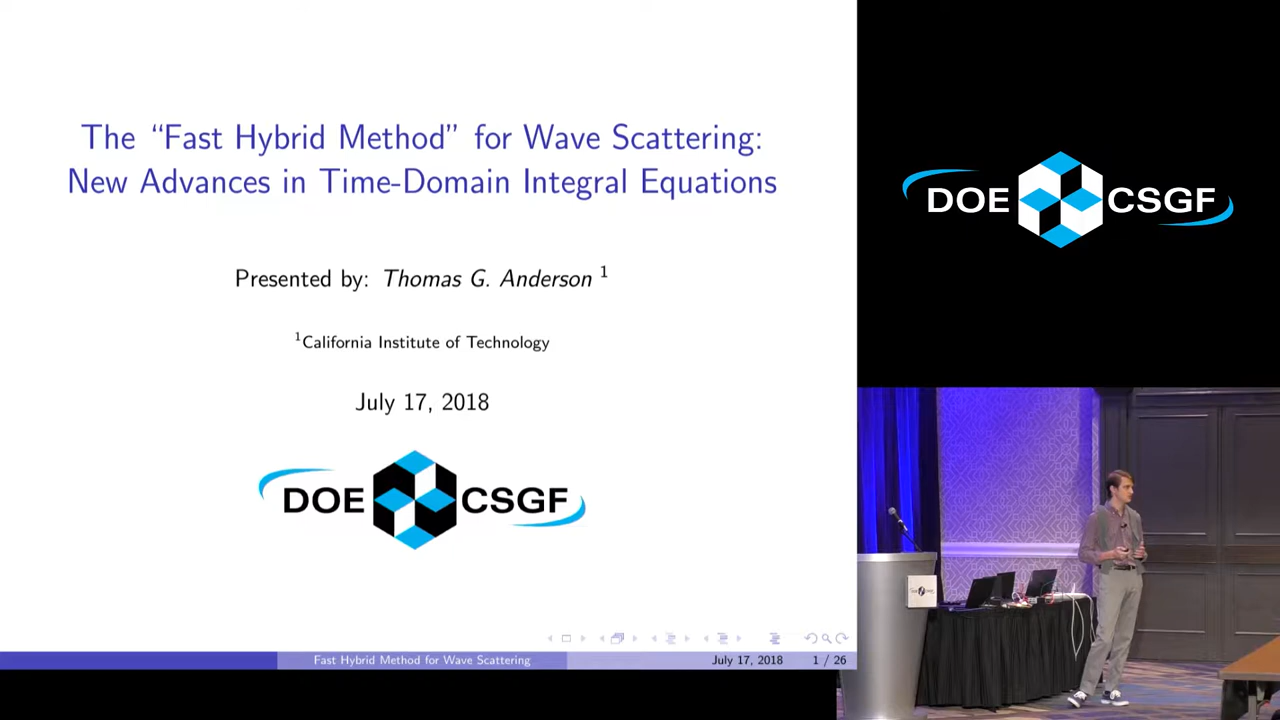 The “Fast Hybrid Method” for Wave Scattering:
New Advances in Time-Domain Integral Equations
Presented by: Thomas G. Anderson 1
1California Institute of Technology
July 17, 2018
DOE CSGF
Fast Hybrid Method for Wave Scattering
July 17, 2018 1 / 26
DOE CSGF